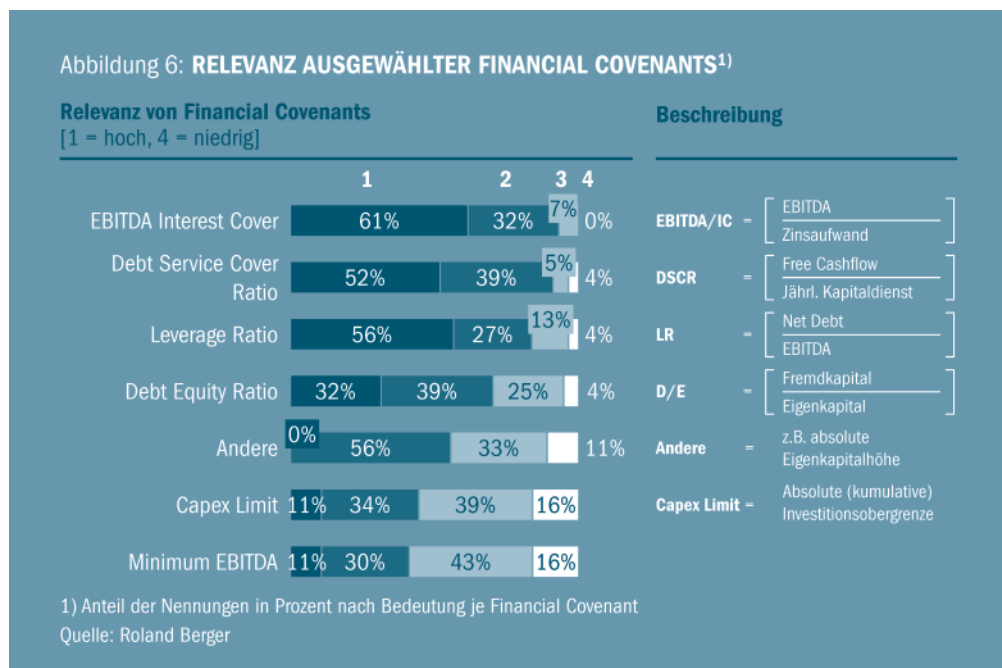 Abbildung 6: RELEVANZ AUSGEWÄHLTER FINANCIAL COVENANTS1)
Relevanz von Financial Covenants
[1 = hoch, 4 = niedrig]
Beschreibung
1 2 3 4
EBITDA Interest Cover 61% 32% 7% 0%
EBITDA/IC = EBITDA
Zinsaufwand
Debt Service Cover
Ratio 52% 39% 5% 4%
DSCR = Free Cashflow
Jährl. Kapitaldienst
Leverage Ratio 56% 27% 13% 4%
LR = Net Debt
EBITDA
Debt Equity Ratio 32% 39% 25% 4%
D/E = Fremdkapital
Eigenkapital
Andere 0% 56% 33% 11%
Andere = z.B. absolute
Eigenkapitalhöhe
Capex Limit 11% 34% 39% 16%
Capex Limit = Absolute (kumulative)
Investitionsobergrenze
Minimum EBITDA 11% 30% 43% 16%
1) Anteil der Nennungen in Prozent nach Bedeutung je Financial Covenant
Quelle: Roland Berger